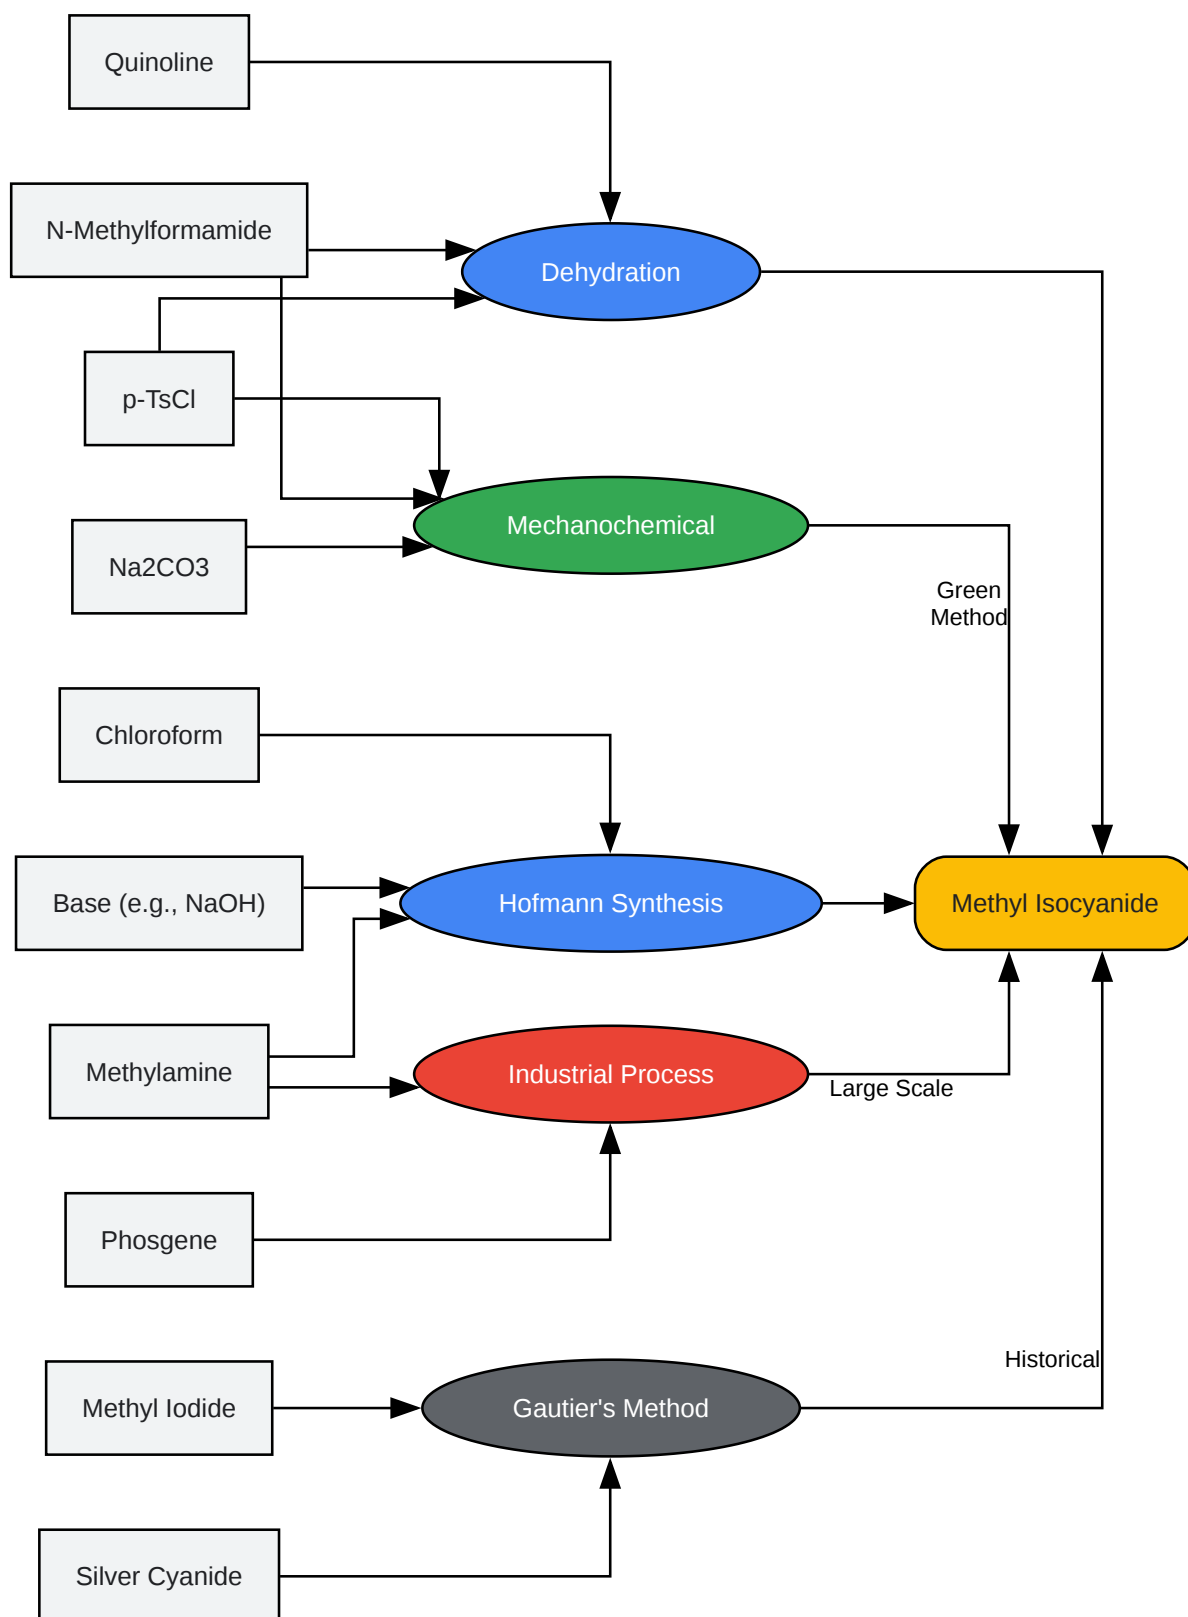 Quinoline
N-Methylformamide
Dehydration
p-TsCl
Mechanochemical
Na2CO3
Green
Method
Chloroform
Base (e.g., NaOH)
Hofmann Synthesis
Methyl Isocyanide
Methylamine
Industrial Process
Large Scale
Phosgene
Historical
Methyl Iodide
Gautier's Method
Silver Cyanide